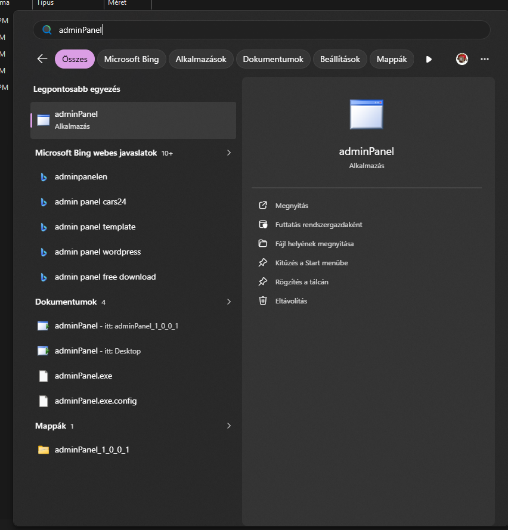 ma Típus Méret
PM
M
M
M
PM
adminPanel
Összes Microsoft Bing Alkalmazások Dokumentumok Beállítások Mappák
Legpontosabb egyezés
adminPanel
Alkalmazás
Microsoft Bing webes javaslatok 10+
adminpanelen
admin panel cars24
admin panel template
admin panel wordpress
admin panel free download
Dokumentumok 4
adminPanel - itt: adminPanel_1_0_0_1
adminPanel - itt: Desktop
adminPanel.exe
adminPanel.exe.config
Mappák 1
adminPanel_1_0_0_1
adminPanel
Alkalmazás
Megnyitás
Futtatás rendszergazdaként
Fájl helyének megnyitása
Kitűzés a Start menübe
Rögzítés a tálcán
Eltávolítás